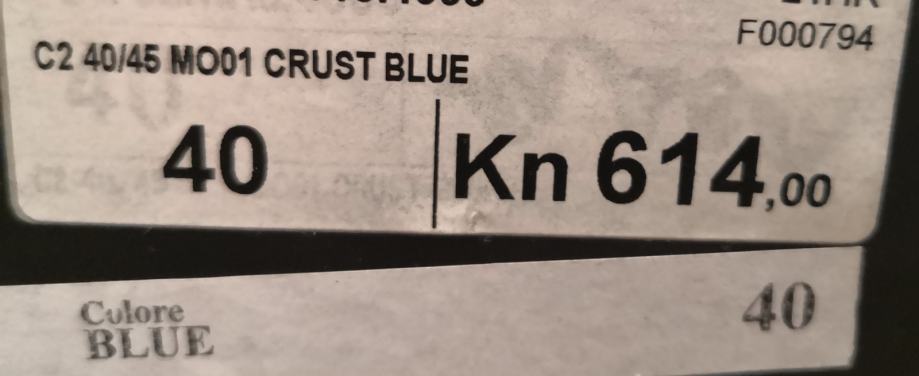 F000794
C2 40/45 MO01 CRUST BLUE
40 Kn 614,00
Colore 40
BLUE